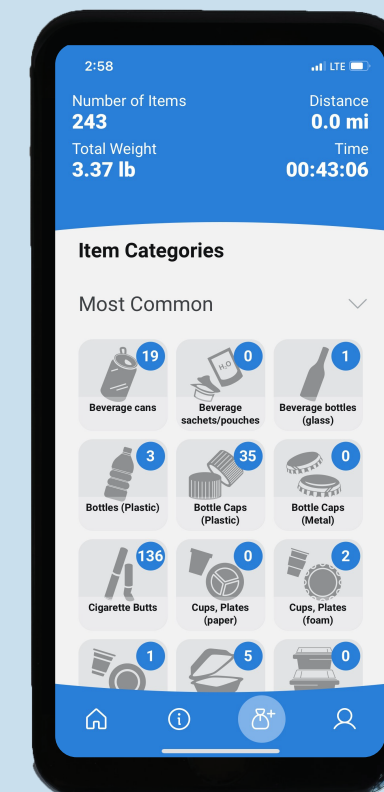 2:58
LTE
Number of Items
Distance
243
0.0 mi
Total Weight
Time
3.37 lb
00:43:06
Item Categories
Most Common
19
H₂O
0
1
Beverage cans
Beverage sachets/pouches
Beverage bottles (glass)
3
35
0
Bottles (Plastic)
Bottle Caps (Plastic)
Bottle Caps (Metal)
136
0
2
Cigarette Butts
Cups, Plates (paper)
Cups, Plates (foam)
1
5
0